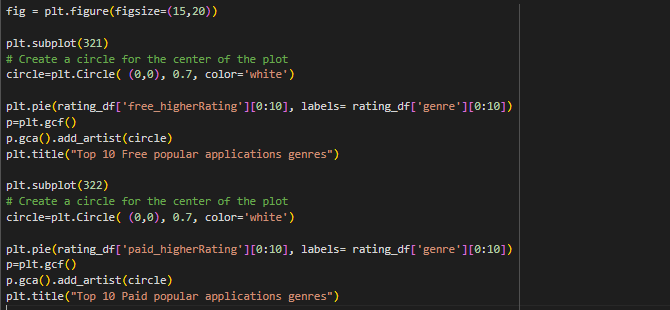 fig = plt.figure(figsize=(15,20))
plt.subplot(321)
# Create a circle for the center of the plot
circle=plt.Circle( (0,0), 0.7, color='white')
plt.pie(rating_df['free_higherRating'][0:10], labels= rating_df['genre'][0:10])
p=plt.gcf()
p.gca().add_artist(circle)
plt.title("Top 10 Free popular applications genres")
plt.subplot(322)
# Create a circle for the center of the plot
circle=plt.Circle( (0,0), 0.7, color='white')
plt.pie(rating_df['paid_higherRating'][0:10], labels= rating_df['genre'][0:10])
p=plt.gcf()
p.gca().add_artist(circle)
plt.title("Top 10 Paid popular applications genres")